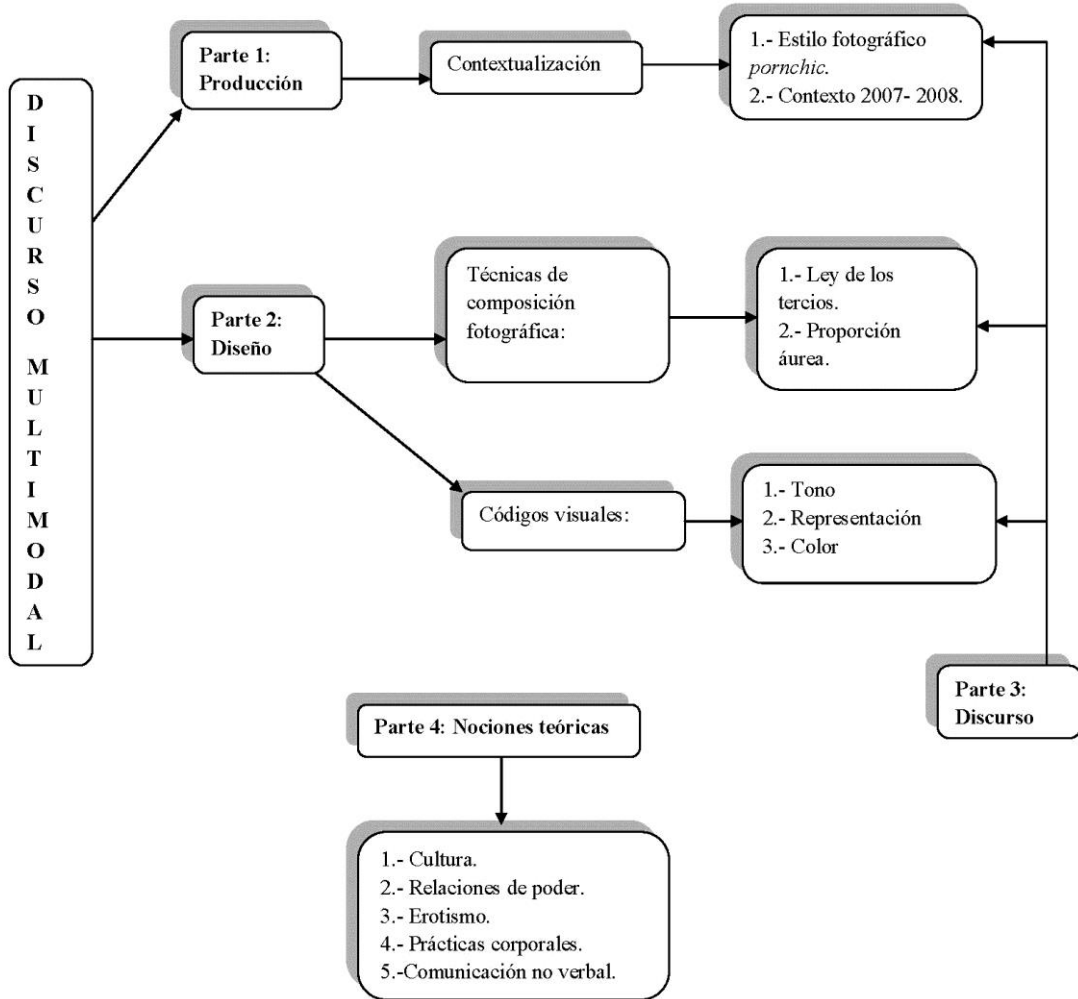 DISCURSO MULTIMODAL
Parte 1:
Producción
Contextualización
1.- Estilo fotográfico
pornchic.
2.- Contexto 2007- 2008.
Parte 2:
Diseño
Técnicas de
composición
fotográfica:
1.- Ley de los
tercios.
2.- Proporción
áurea.
Códigos visuales:
1.- Tono
2.- Representación
3.- Color
Parte 3:
Discurso
Parte 4: Nociones teóricas
1.- Cultura.
2.- Relaciones de poder.
3.- Erotismo.
4.- Prácticas corporales.
5.-Comunicación no verbal.